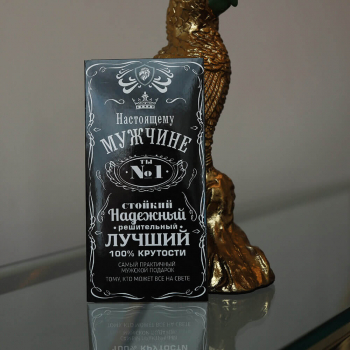 Настоящему
МУЖЧИНЕ
ТЫ
№1
СТОЙКИЙ
Надежный
• решительный •
ЛУЧШИЙ
100% КРУТОСТИ
САМЫЙ ПРАКТИЧНЫЙ
МУЖСКОЙ ПОДАРОК
ТОМУ, КТО МОЖЕТ ВСЕ НА СВЕТЕ